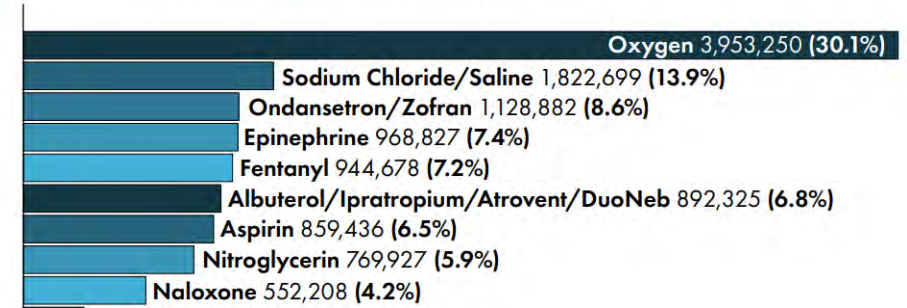 Oxygen 3,953,250 (30.1%)
Sodium Chloride/Saline 1,822,699 (13.9%)
Ondansetron/Zofran 1,128,882 (8.6%)
Epinephrine 968,827 (7.4%)
Fentanyl 944,678 (7.2%)
Albuterol/Ipratropium/Atrovent/DuoNeb 892,325 (6.8%)
Aspirin 859,436 (6.5%)
Nitroglycerin 769,927 (5.9%)
Naloxone 552,208 (4.2%)